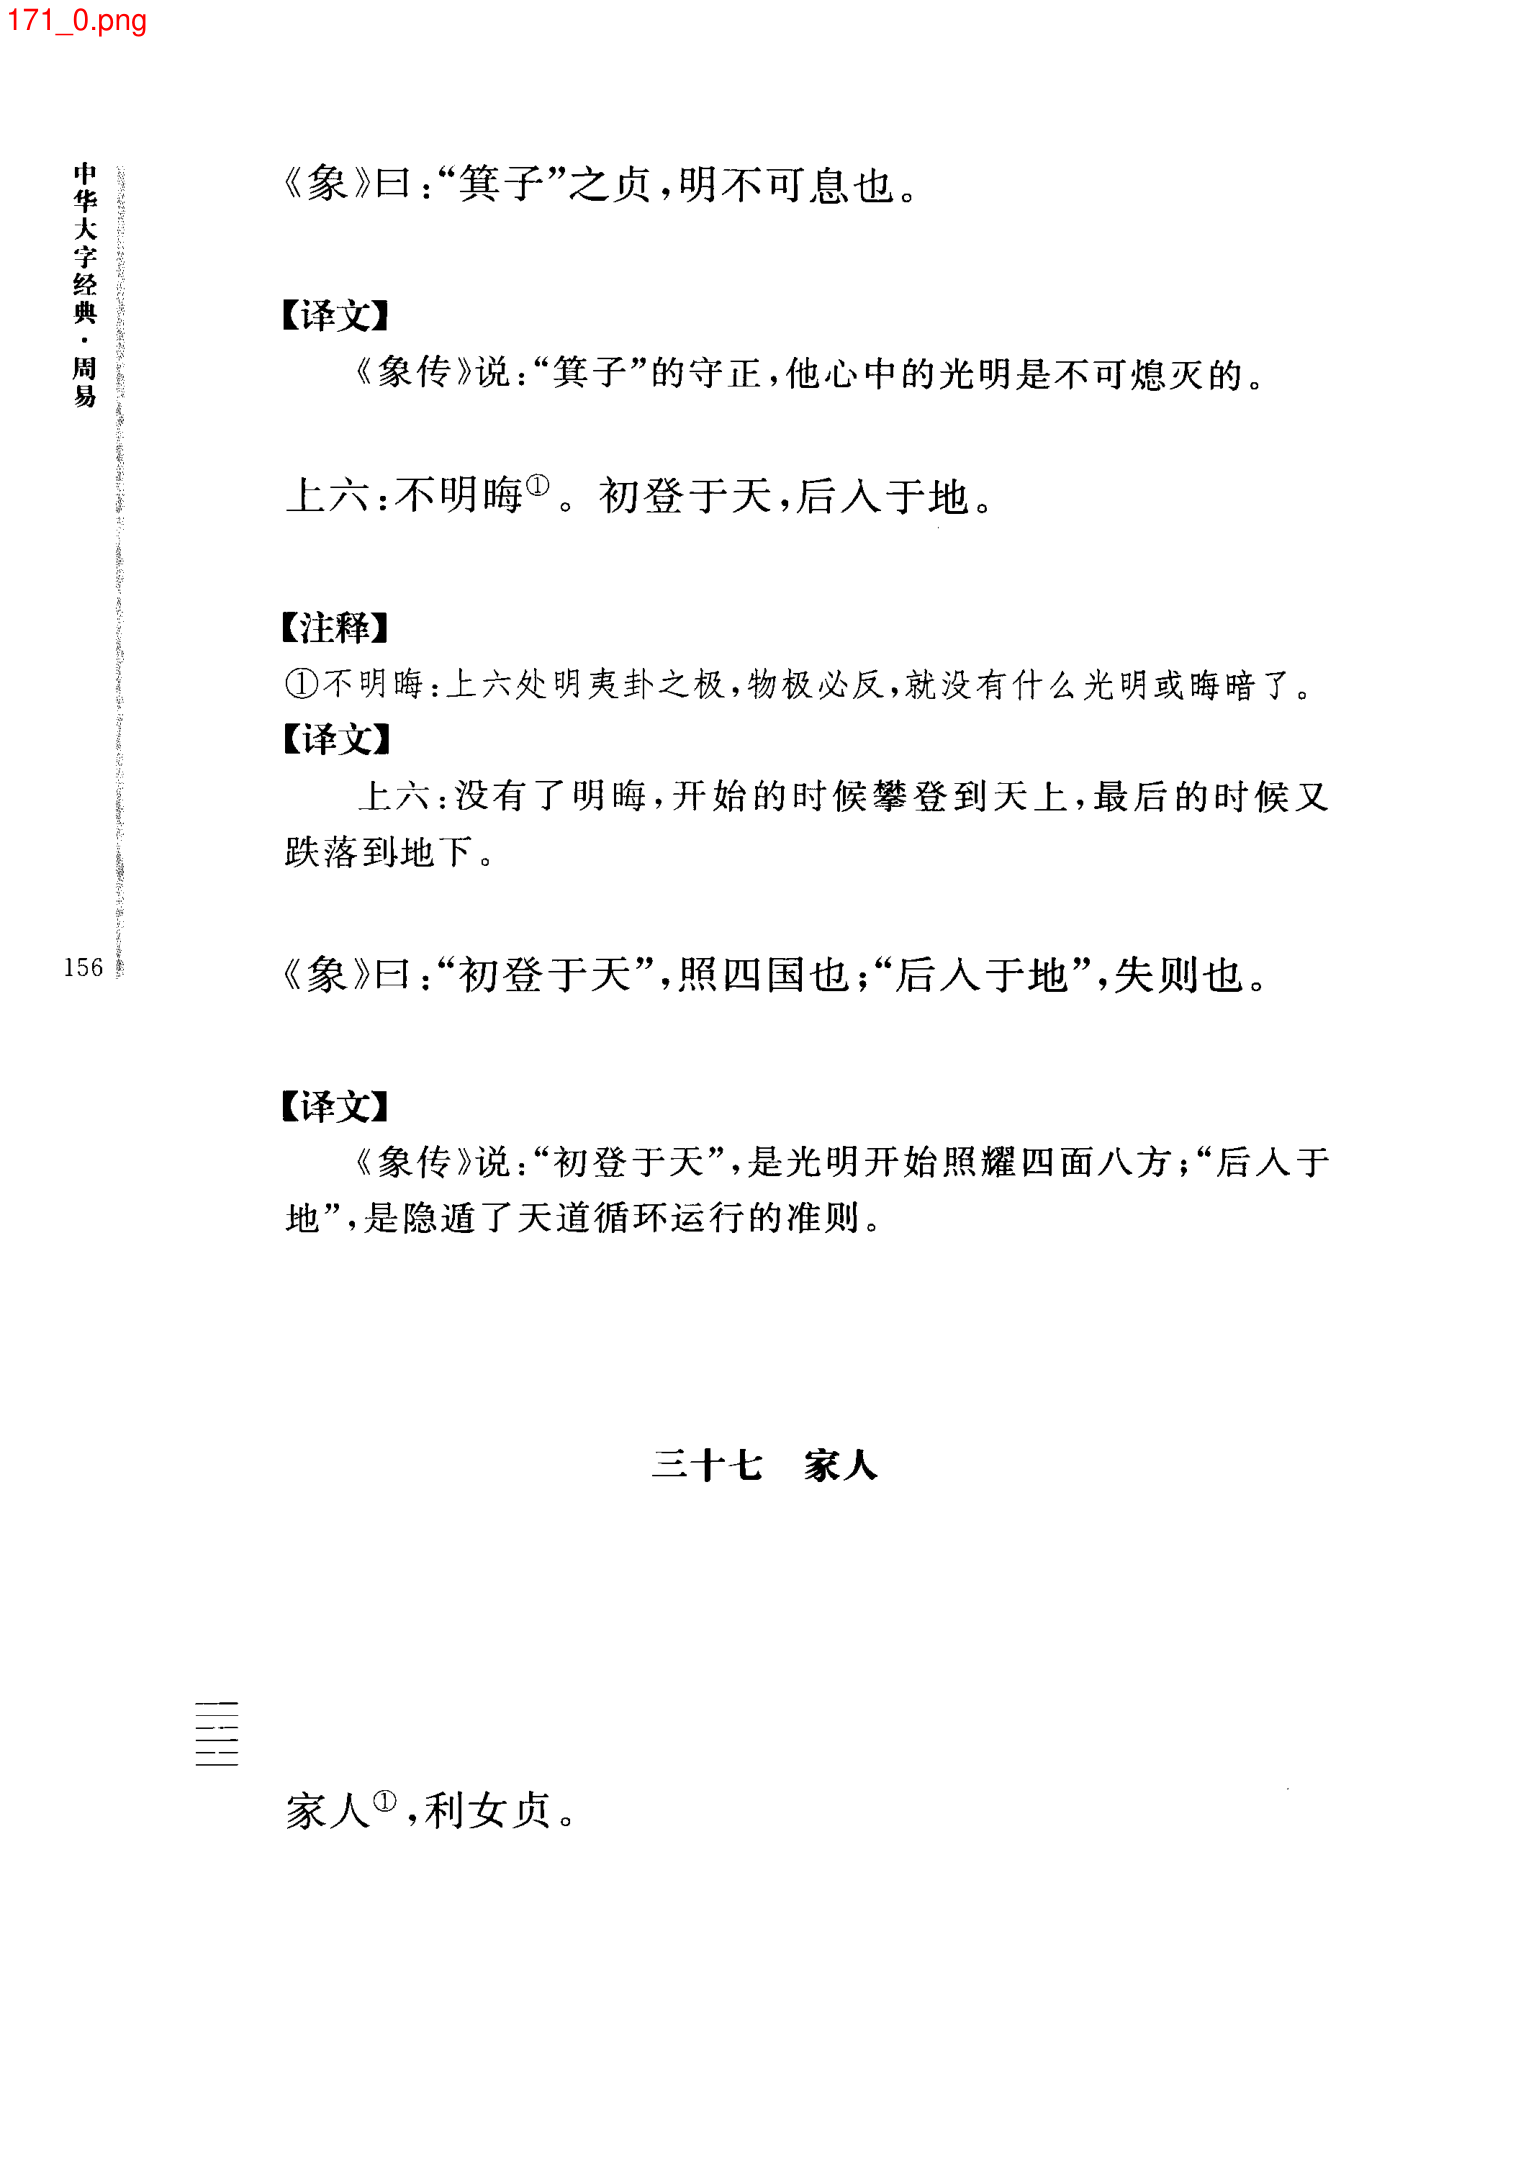 171_0.png
中华大字经典·周易
《象》曰：“箕子”之贞，明不可息也。
【译文】
《象传》说：“箕子”的守正，他心中的光明是不可熄灭的。
上六：不明晦①。初登于天，后入于地。
【注释】
①不明晦：上六处明夷卦之极，物极必反，就没有什么光明或晦暗了。
【译文】
上六：没有了明晦，开始的时候攀登到天上，最后的时候又
跌落到地下。
156
《象》曰：“初登于天”，照四国也；“后入于地”，失则也。
【译文】
《象传》说：“初登于天”，是光明开始照耀四面八方；“后入于
地”，是隐遁了天道循环运行的准则。
三十七　家人
家人①，利女贞。